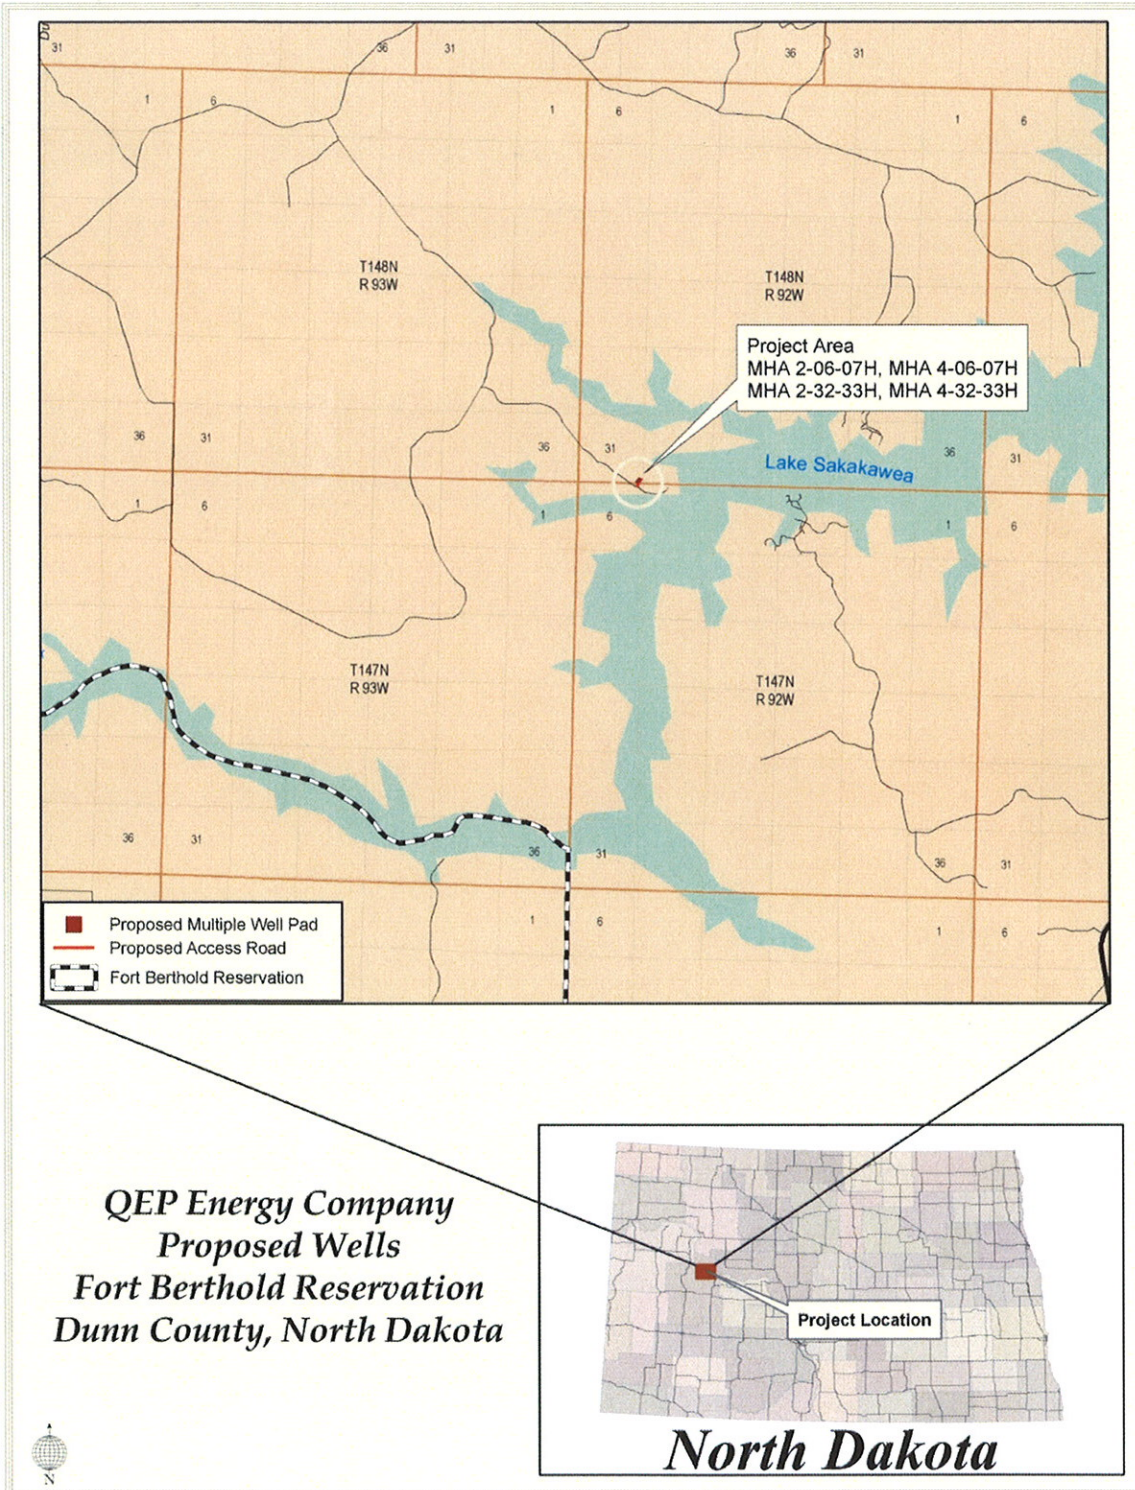 Du
31
36
31
36
31
1
6
1
6
1
6
T148N
R 93W
T148N
R 92W
Project Area
MHA 2-06-07H, MHA 4-06-07H
MHA 2-32-33H, MHA 4-32-33H
36
31
36
31
36
31
Lake Sakakawea
1
6
1
6
1
6
T147N
R 93W
T147N
R 92W
36
31
36
31
36
31
1
6
1
6
Proposed Multiple Well Pad
Proposed Access Road
Fort Berthold Reservation
QEP Energy Company
Proposed Wells
Fort Berthold Reservation
Dunn County, North Dakota
Project Location
North Dakota
N